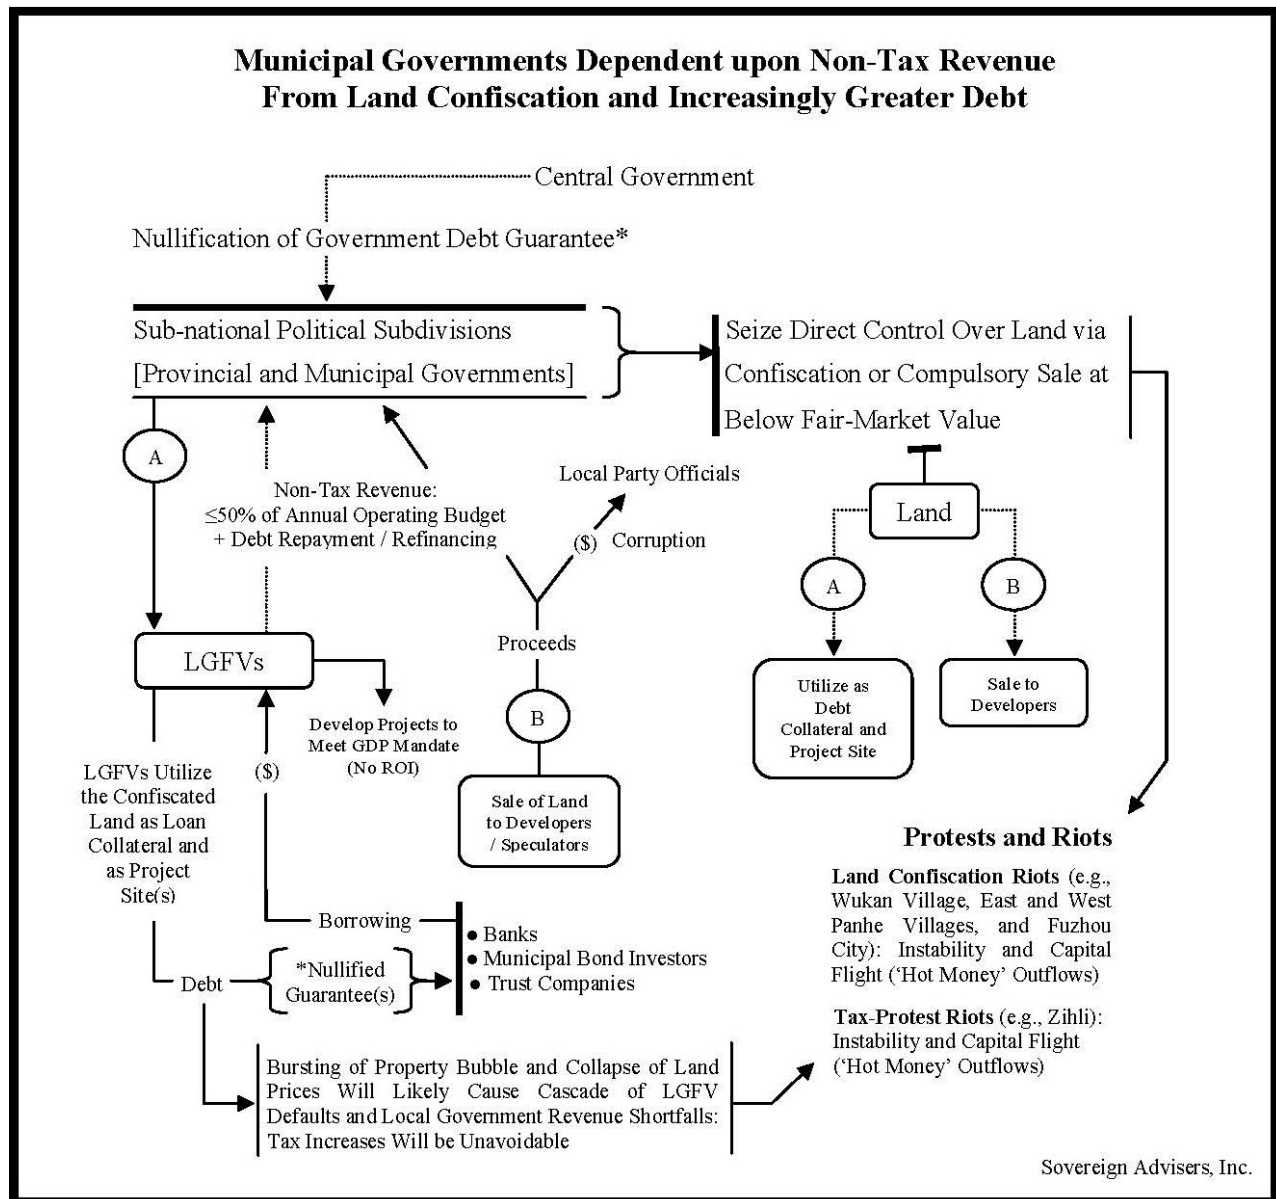 Municipal Governments Dependent upon Non-Tax Revenue
From Land Confiscation and Increasingly Greater Debt
Central Government
Nullification of Government Debt Guarantee*
Sub-national Political Subdivisions
[Provincial and Municipal Governments]
Seize Direct Control Over Land via
Confiscation or Compulsory Sale at
Below Fair-Market Value
A
Non-Tax Revenue:
≤50% of Annual Operating Budget
+ Debt Repayment / Refinancing
Local Party Officials
($) Corruption
Land
A
B
Utilize as
Debt
Collateral and
Project Site
Sale to
Developers
LGFVs
Proceeds
B
Sale of Land
to Developers
/ Speculators
Develop Projects to
Meet GDP Mandate
(No ROI)
($)
LGFVs Utilize
the Confiscated
Land as Loan
Collateral and
as Project
Site(s)
Borrowing
Debt
*Nullified
Guarantee(s)
● Banks
● Municipal Bond Investors
● Trust Companies
Bursting of Property Bubble and Collapse of Land
Prices Will Likely Cause Cascade of LGFV
Defaults and Local Government Revenue Shortfalls:
Tax Increases Will be Unavoidable
Protests and Riots
Land Confiscation Riots (e.g.,
Wukan Village, East and West
Panhe Villages, and Fuzhou
City): Instability and Capital
Flight (‘Hot Money’ Outflows)
Tax-Protest Riots (e.g., Zihli):
Instability and Capital Flight
(‘Hot Money’ Outflows)
Sovereign Advisers, Inc.